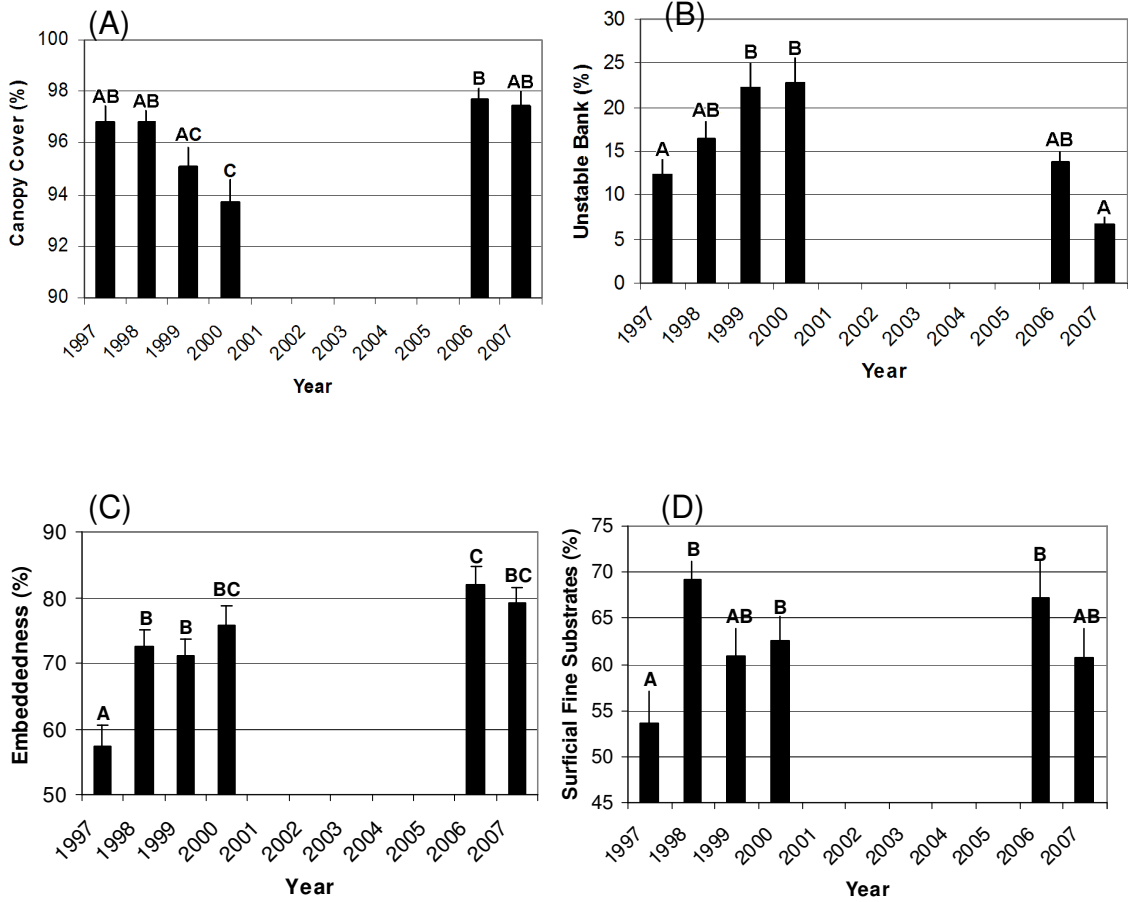 (A)
Canopy Cover (%)
100
98
96
94
92
90
AB
AB
AC
C
B
AB
1997
1998
1999
2000
2001
2002
2003
2004
2005
2006
2007
Year
(B)
Unstable Bank (%)
30
25
20
15
10
5
0
A
AB
B
B
AB
A
1997
1998
1999
2000
2001
2002
2003
2004
2005
2006
2007
Year
(C)
Embeddedness (%)
90
80
70
60
50
A
B
B
BC
C
BC
1997
1998
1999
2000
2001
2002
2003
2004
2005
2006
2007
Year
(D)
Surficial Fine Substrates (%)
75
70
65
60
55
50
45
A
B
AB
B
B
AB
1997
1998
1999
2000
2001
2002
2003
2004
2005
2006
2007
Year